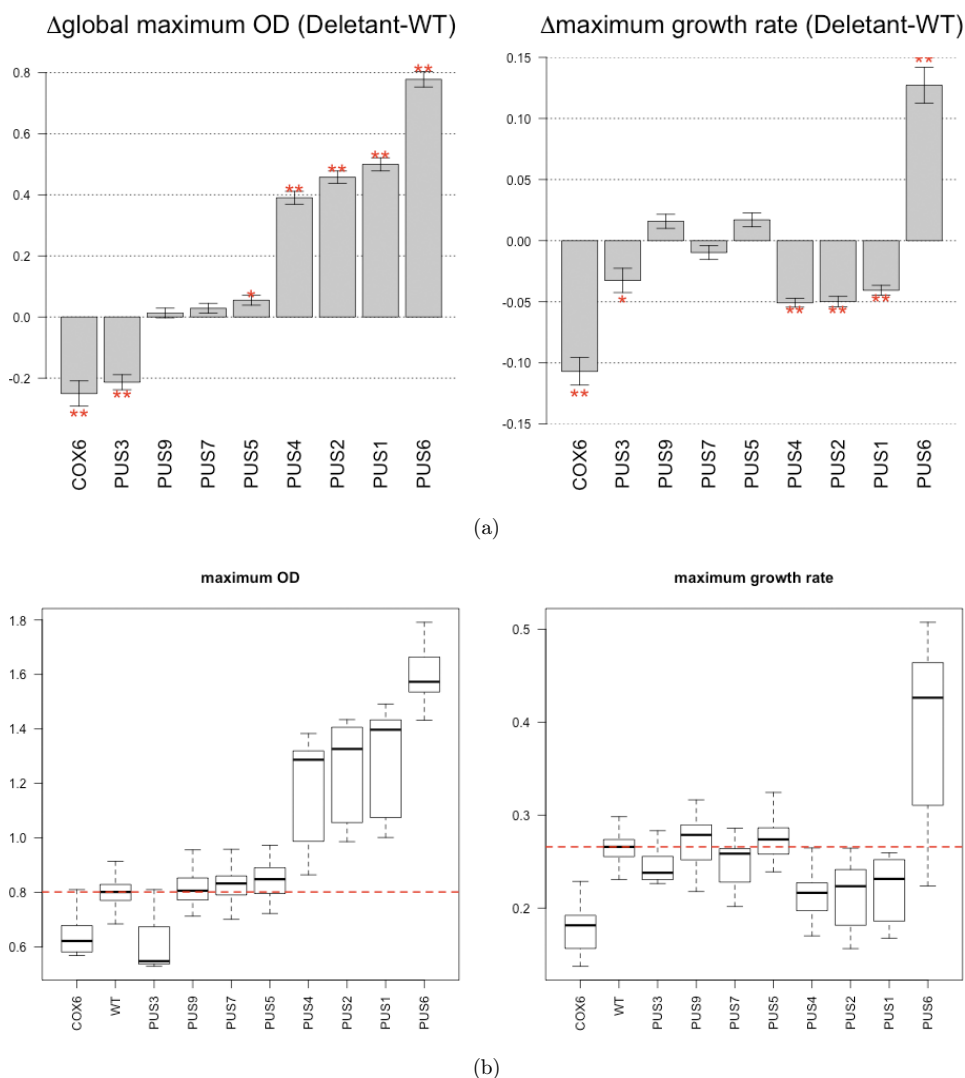 Δglobal maximum OD (Deletant-WT)
0.8
0.6
0.4
0.2
0.0
-0.2
**
**
*
**
**
**
**
COX6
PUS3
PUS9
PUS7
PUS5
PUS4
PUS2
PUS1
PUS6
Δmaximum growth rate (Deletant-WT)
0.15
0.10
0.05
0.00
-0.05
-0.10
-0.15
**
*
**
**
**
**
COX6
PUS3
PUS9
PUS7
PUS5
PUS4
PUS2
PUS1
PUS6
(a)
maximum OD
1.8
1.6
1.4
1.2
1.0
0.8
0.6
COX6
WT
PUS3
PUS9
PUS7
PUS5
PUS4
PUS2
PUS1
PUS6
maximum growth rate
0.5
0.4
0.3
0.2
COX6
WT
PUS3
PUS9
PUS7
PUS5
PUS4
PUS2
PUS1
PUS6
(b)